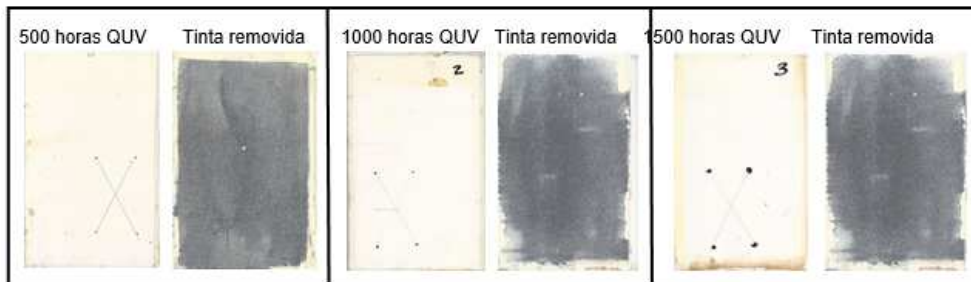 500 horas QUV Tinta removida
1000 horas QUV Tinta removida
1500 horas QUV Tinta removida
2
3